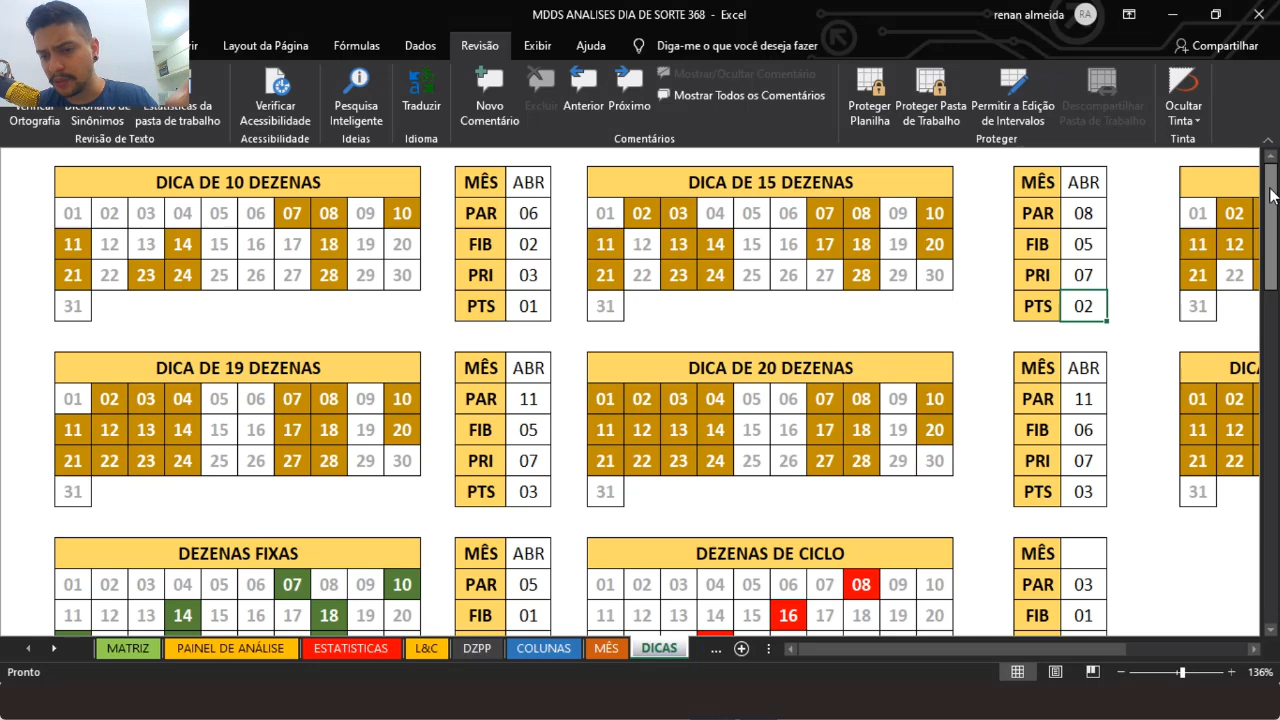 MDDS ANALISES DIA DE SORTE 368 - Excel
renan almeida
RA
Layout da Página
Fórmulas
Dados
Revisão
Exibir
Ajuda
Diga-me o que você deseja fazer
Compartilhar
Ortografia
Sinônimos
pasta de trabalho
Revisão de Texto
Verificar
Acessibilidade
Acessibilidade
Pesquisa
Inteligente
Ideias
Traduzir
Idioma
Novo
Comentário
Excluir
Anterior
Próximo
Mostrar/Ocultar Comentário
Mostrar Todos os Comentários
Comentários
Proteger
Planilha
Proteger Pasta
de Trabalho
Permitir a Edição
de Intervalos
Descompartilhar
Pasta de Trabalho
Proteger
Ocultar
Tinta
Tinta
DICA DE 10 DEZENAS MÊS ABR DICA DE 15 DEZENAS MÊS ABR
01 02 03 04 05 06 07 08 09 10 PAR 06 01 02 03 04 05 06 07 08 09 10 PAR 08 01 02
11 12 13 14 15 16 17 18 19 20 FIB 02 11 12 13 14 15 16 17 18 19 20 FIB 05 11 12
21 22 23 24 25 26 27 28 29 30 PRI 03 21 22 23 24 25 26 27 28 29 30 PRI 07 21 22
31 PTS 01 31 PTS 02 31
DICA DE 19 DEZENAS MÊS ABR DICA DE 20 DEZENAS MÊS ABR DICA
01 02 03 04 05 06 07 08 09 10 PAR 11 01 02 03 04 05 06 07 08 09 10 PAR 11 01 02
11 12 13 14 15 16 17 18 19 20 FIB 05 11 12 13 14 15 16 17 18 19 20 FIB 06 11 12
21 22 23 24 25 26 27 28 29 30 PRI 07 21 22 23 24 25 26 27 28 29 30 PRI 07 21 22
31 PTS 03 31 PTS 03 31
DEZENAS FIXAS MÊS ABR DEZENAS DE CICLO MÊS
01 02 03 04 05 06 07 08 09 10 PAR 05 01 02 03 04 05 06 07 08 09 10 PAR 03
11 12 13 14 15 16 17 18 19 20 FIB 01 11 12 13 14 15 16 17 18 19 20 FIB 01
MATRIZ PAINEL DE ANÁLISE ESTATISTICAS L&C DZPP COLUNAS MÊS DICAS ...
Pronto
136%